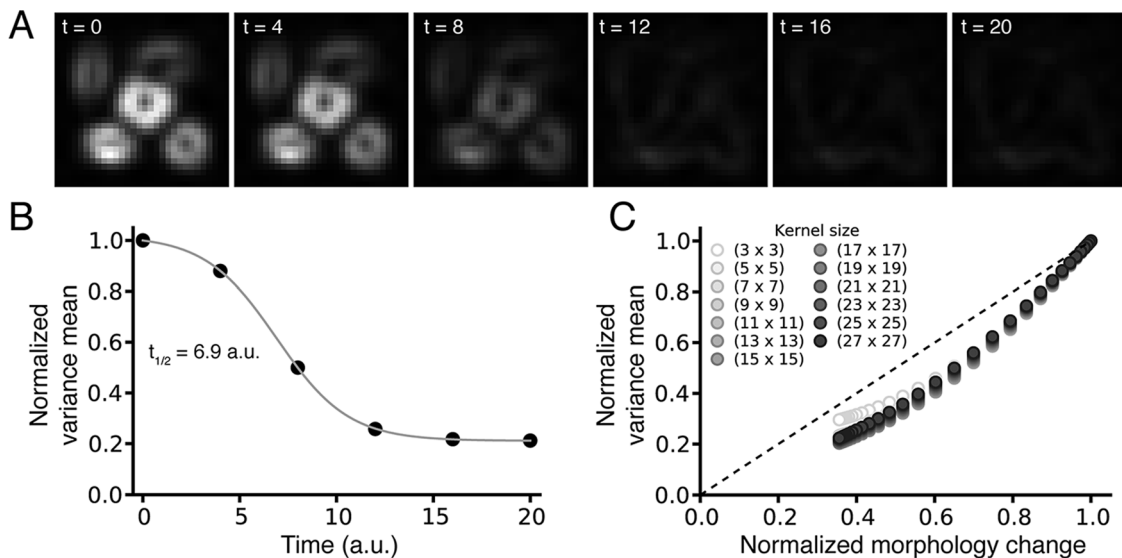 A
t = 0
t = 4
t = 8
t = 12
t = 16
t = 20
B
Normalized
variance mean
1.0
0.8
0.6
0.4
0.2
0.0
t1/2 = 6.9 a.u.
0
5
10
15
20
Time (a.u.)
C
Normalized
variance mean
1.0
0.8
0.6
0.4
0.2
0.0
Kernel size
(3 x 3)
(5 x 5)
(7 x 7)
(9 x 9)
(11 x 11)
(13 x 13)
(15 x 15)
(17 x 17)
(19 x 19)
(21 x 21)
(23 x 23)
(25 x 25)
(27 x 27)
0.0
0.2
0.4
0.6
0.8
1.0
Normalized morphology change